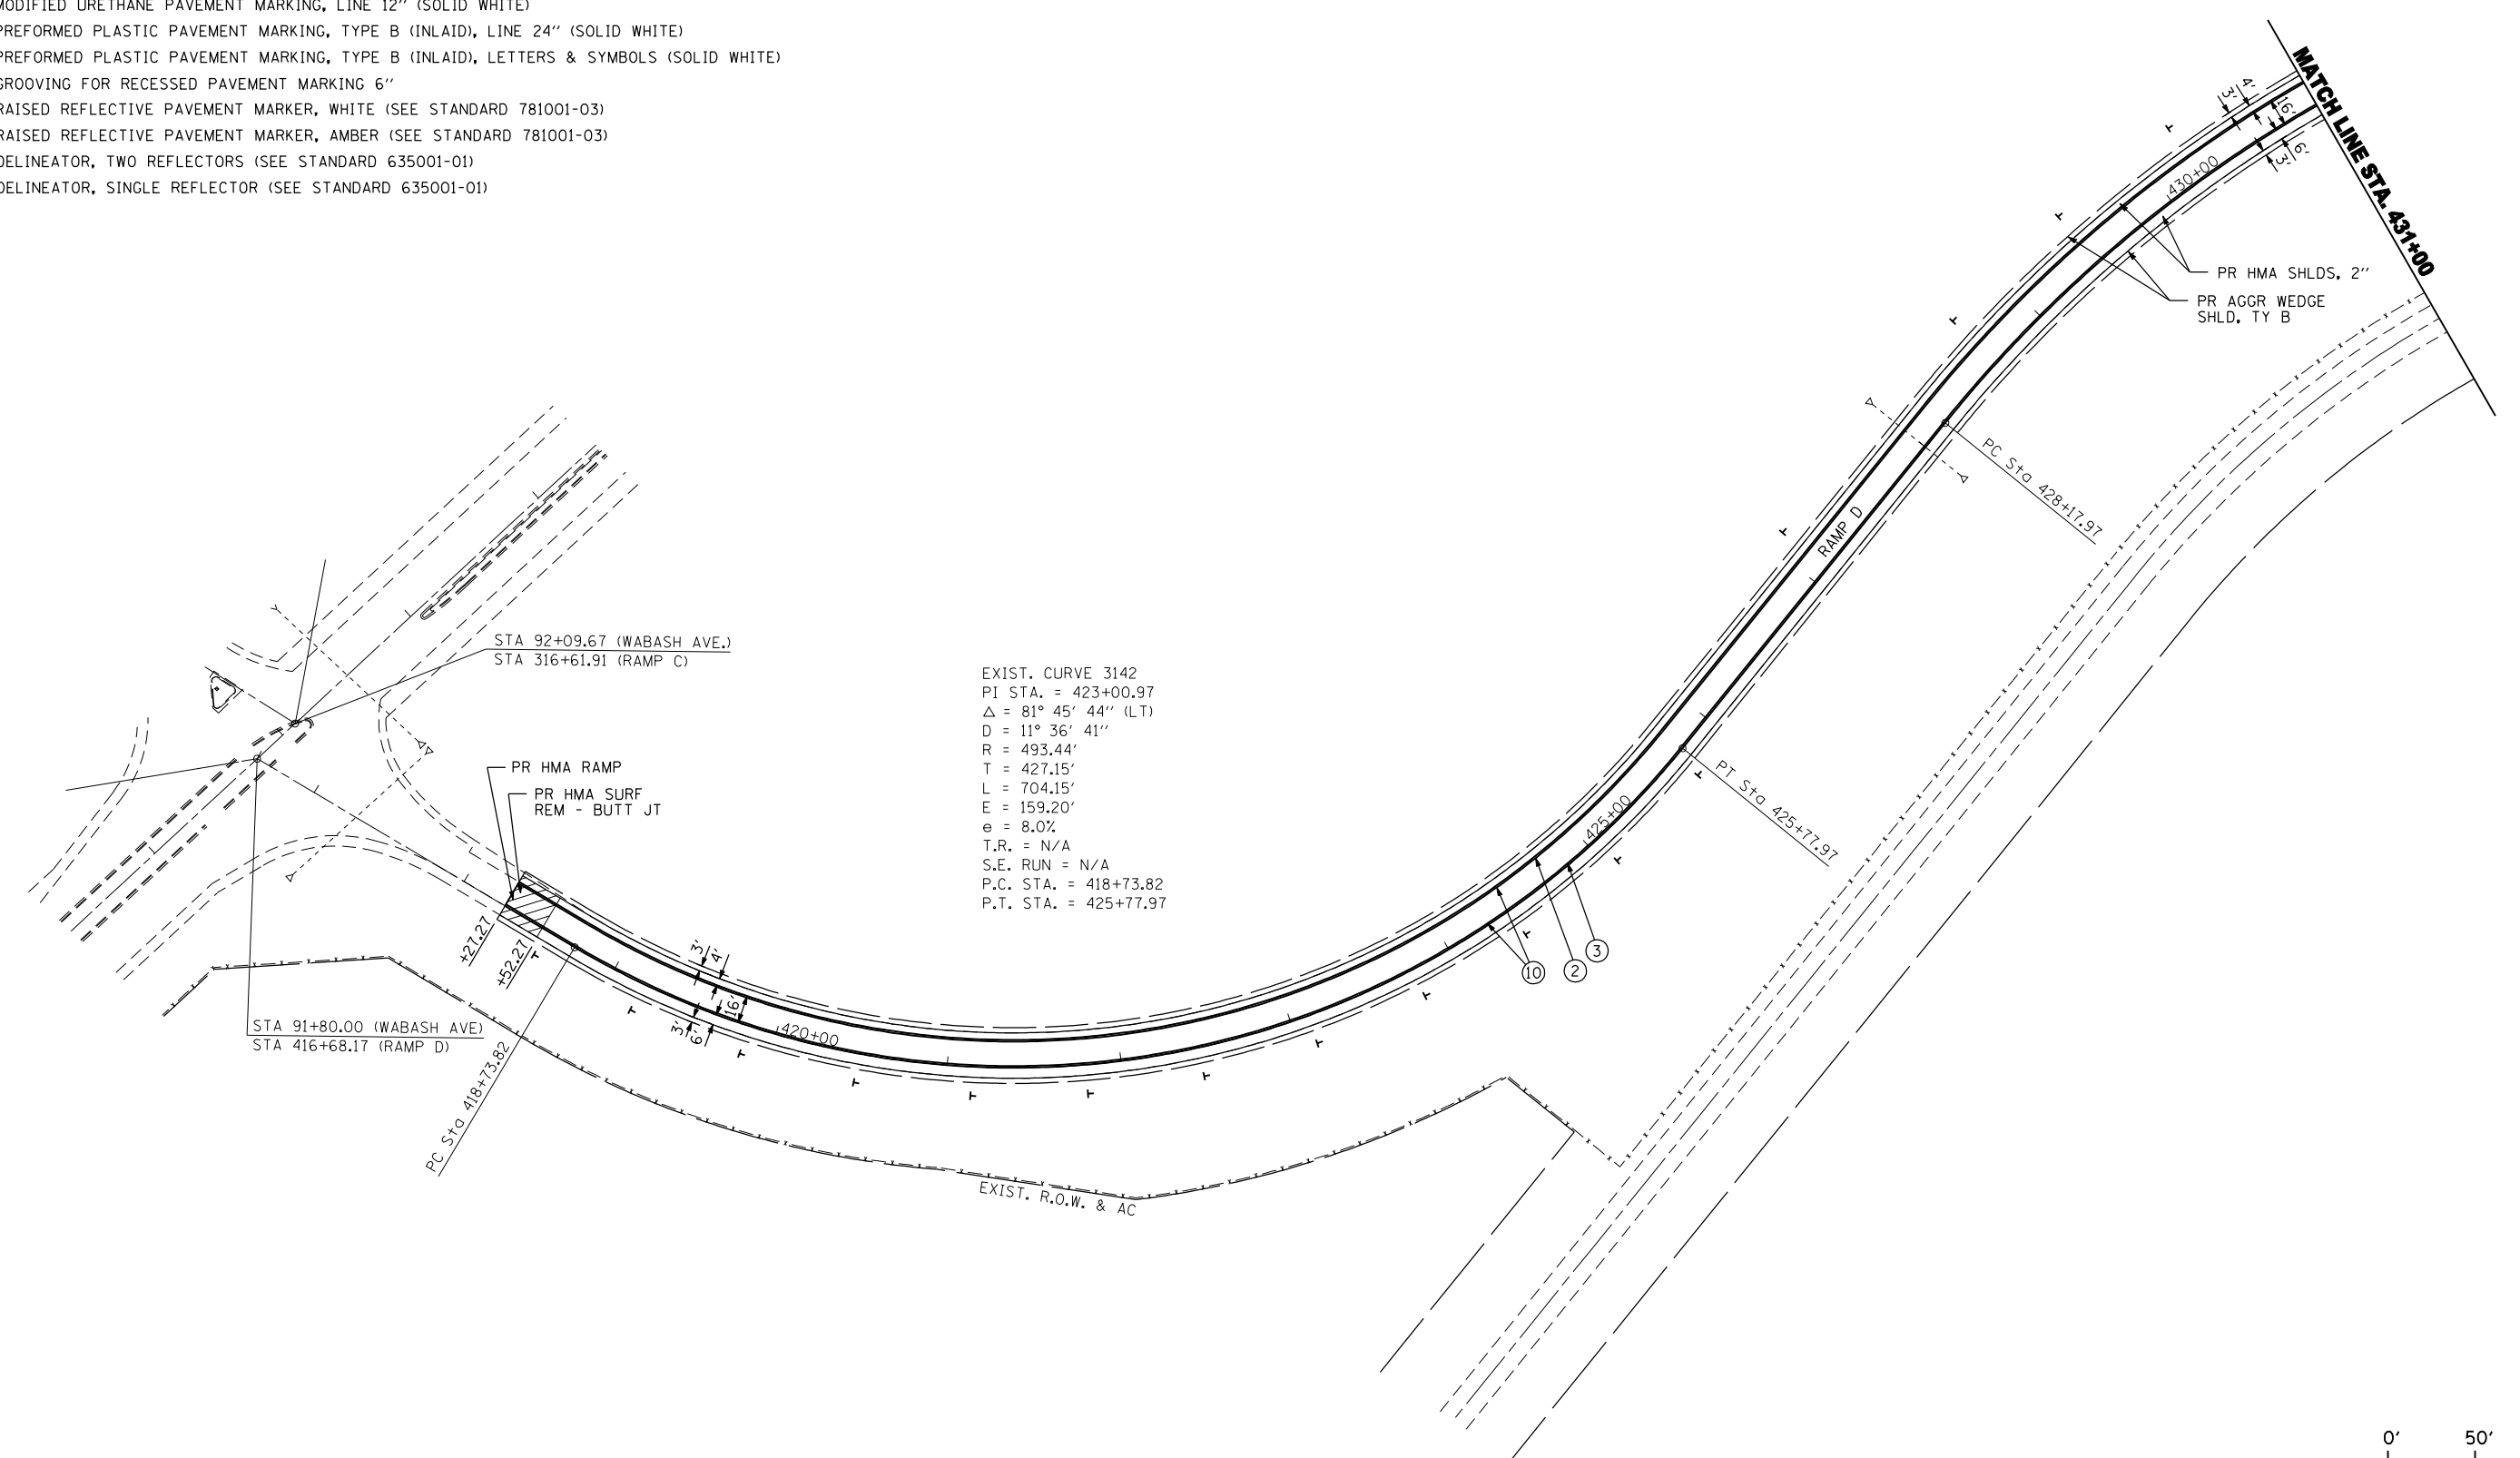 MODIFIED URETHANE PAVEMENT MARKING, LINE 12" (SOLID WHITE)
PREFORMED PLASTIC PAVEMENT MARKING, TYPE B (INLAID), LINE 24" (SOLID WHITE)
PREFORMED PLASTIC PAVEMENT MARKING, TYPE B (INLAID), LETTERS & SYMBOLS (SOLID WHITE)
GROOVING FOR RECESSED PAVEMENT MARKING 6"
RAISED REFLECTIVE PAVEMENT MARKER, WHITE (SEE STANDARD 781001-03)
RAISED REFLECTIVE PAVEMENT MARKER, AMBER (SEE STANDARD 781001-03)
DELINEATOR, TWO REFLECTORS (SEE STANDARD 635001-01)
DELINEATOR, SINGLE REFLECTOR (SEE STANDARD 635001-01)
MATCH LINE STA. 431+00
4'
3'
16'
6'
3'
430+00
PR HMA SHLDS, 2"
PR AGGR WEDGE
SHLD, TY B
PC Sta 428+17.97
RAMP D
STA 92+09.67 (WABASH AVE.)
STA 316+61.91 (RAMP C)
EXIST. CURVE 3142
PI STA. = 423+00.97
Δ = 81° 45' 44" (LT)
D = 11° 36' 41"
R = 493.44'
T = 427.15'
L = 704.15'
E = 159.20'
e = 8.0%
T.R. = N/A
S.E. RUN = N/A
P.C. STA. = 418+73.82
P.T. STA. = 425+77.97
PR HMA RAMP
PR HMA SURF
REM - BUTT JT
PT Sta 425+77.97
425+00
+27.27
+52.27
3'
4'
16'
3'
6'
420+00
10
2
3
STA 91+80.00 (WABASH AVE)
STA 416+68.17 (RAMP D)
PC Sta 418+73.82
EXIST. R.O.W. & AC
0'
50'